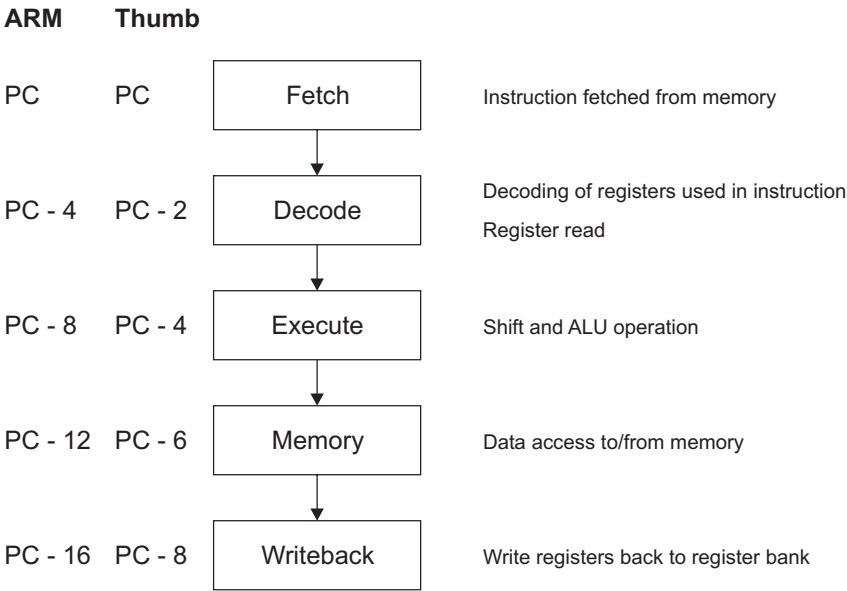 ARM Thumb
PC PC Fetch Instruction fetched from memory
PC - 4 PC - 2 Decode Decoding of registers used in instruction
Register read
PC - 8 PC - 4 Execute Shift and ALU operation
PC - 12 PC - 6 Memory Data access to/from memory
PC - 16 PC - 8 Writeback Write registers back to register bank